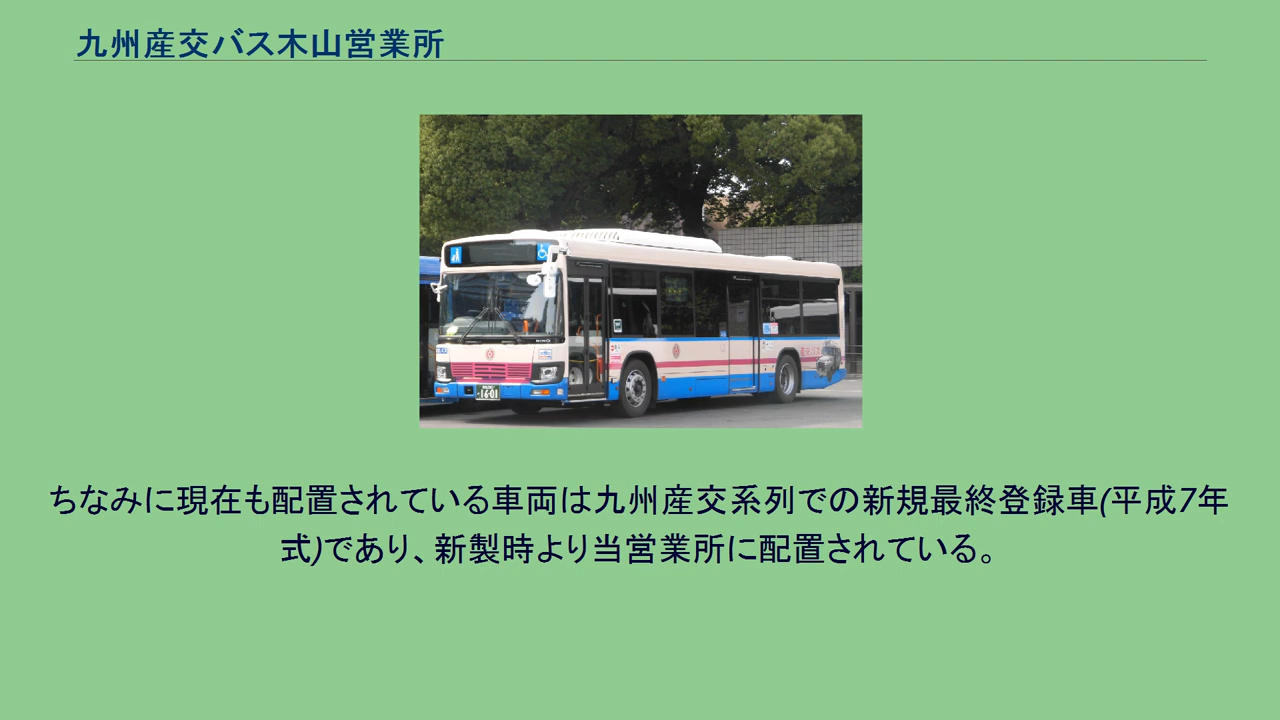 九州産交バス木山営業所
1601
ちなみに現在も配置されている車両は九州産交系列での新規最終登録車(平成7年
式)であり、新製時より当営業所に配置されている。